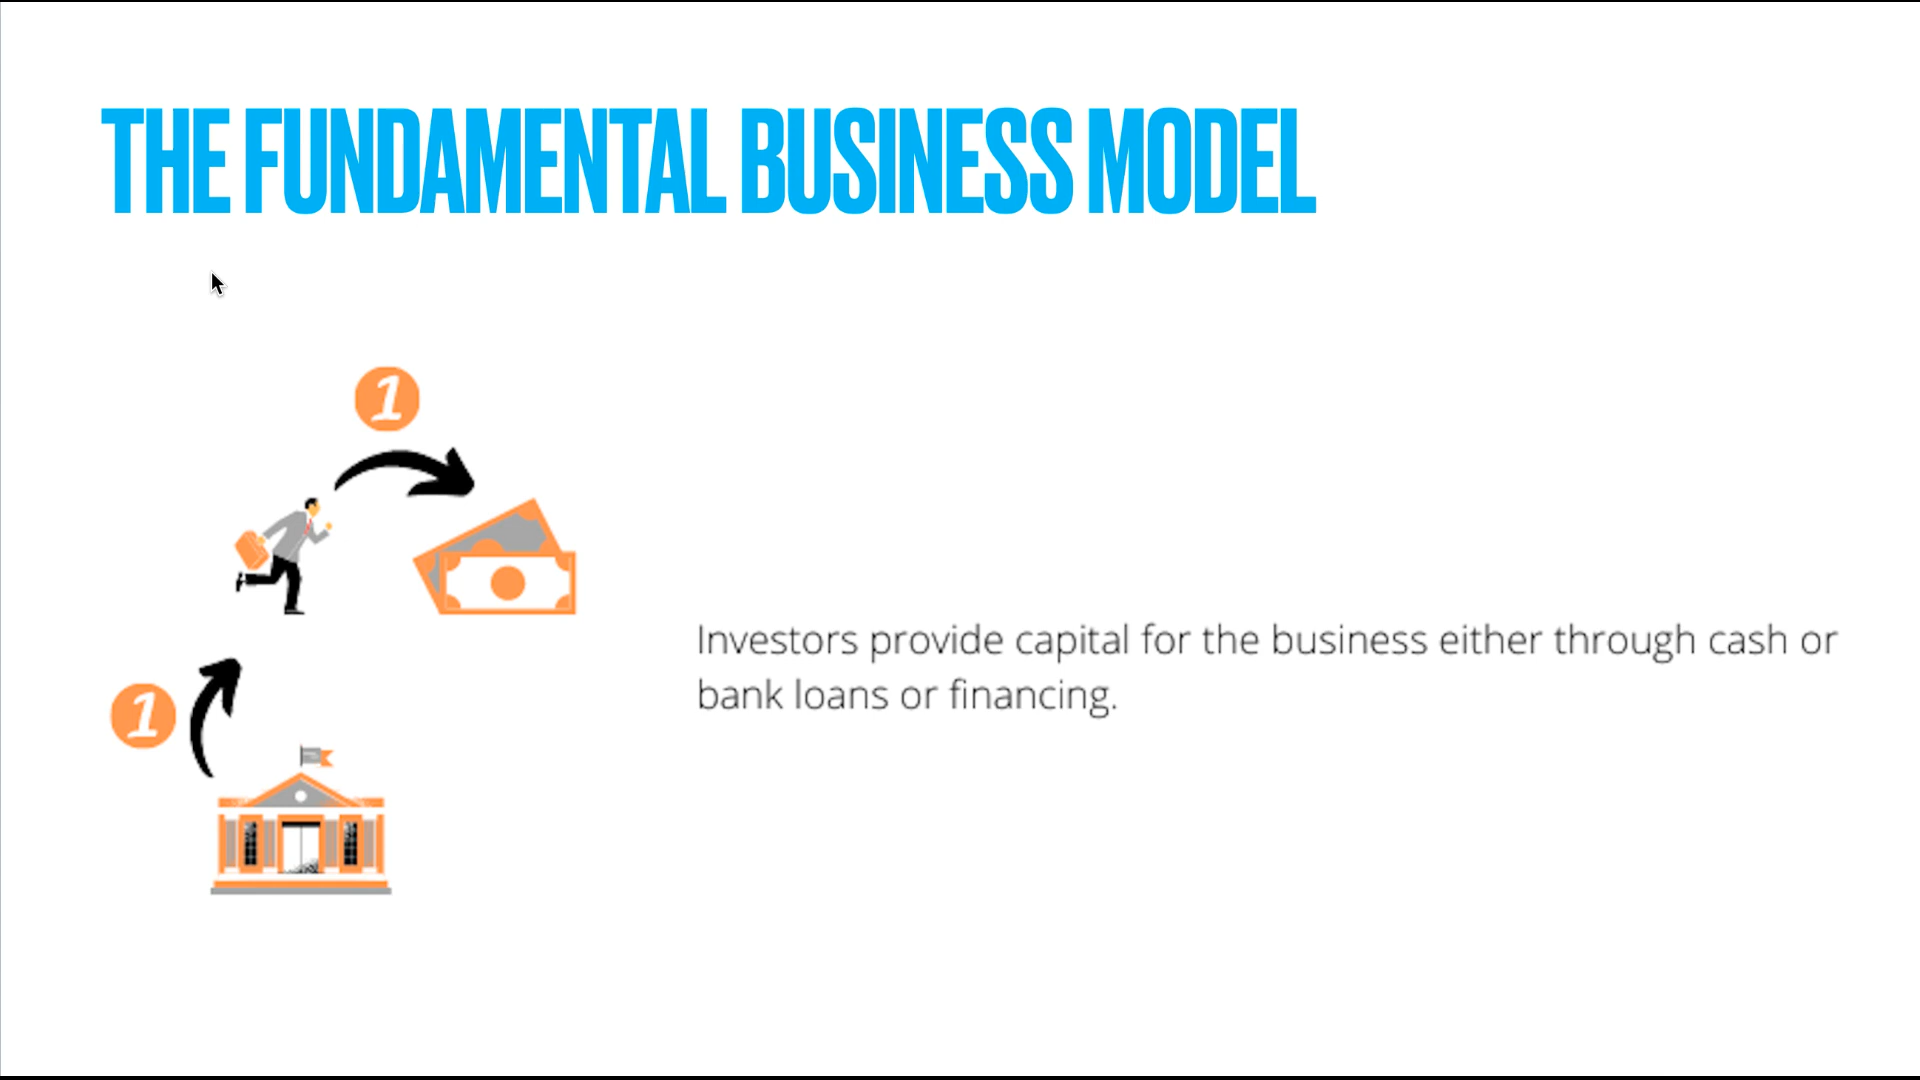 THE FUNDAMENTAL BUSINESS MODEL
1
1
Investors provide capital for the business either through cash or
bank loans or financing.